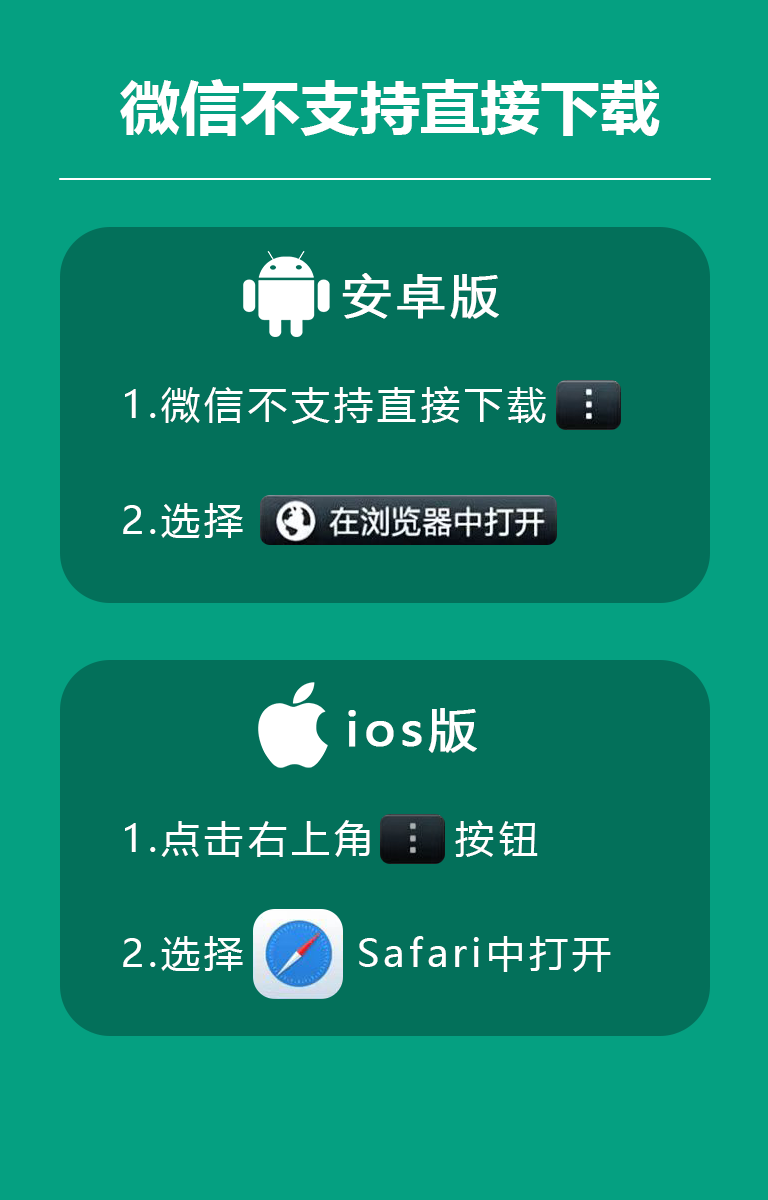 微信不支持直接下载
安卓版
1.微信不支持直接下载
2.选择 在浏览器中打开
ios版
1.点击右上角 按钮
2.选择 Safari中打开